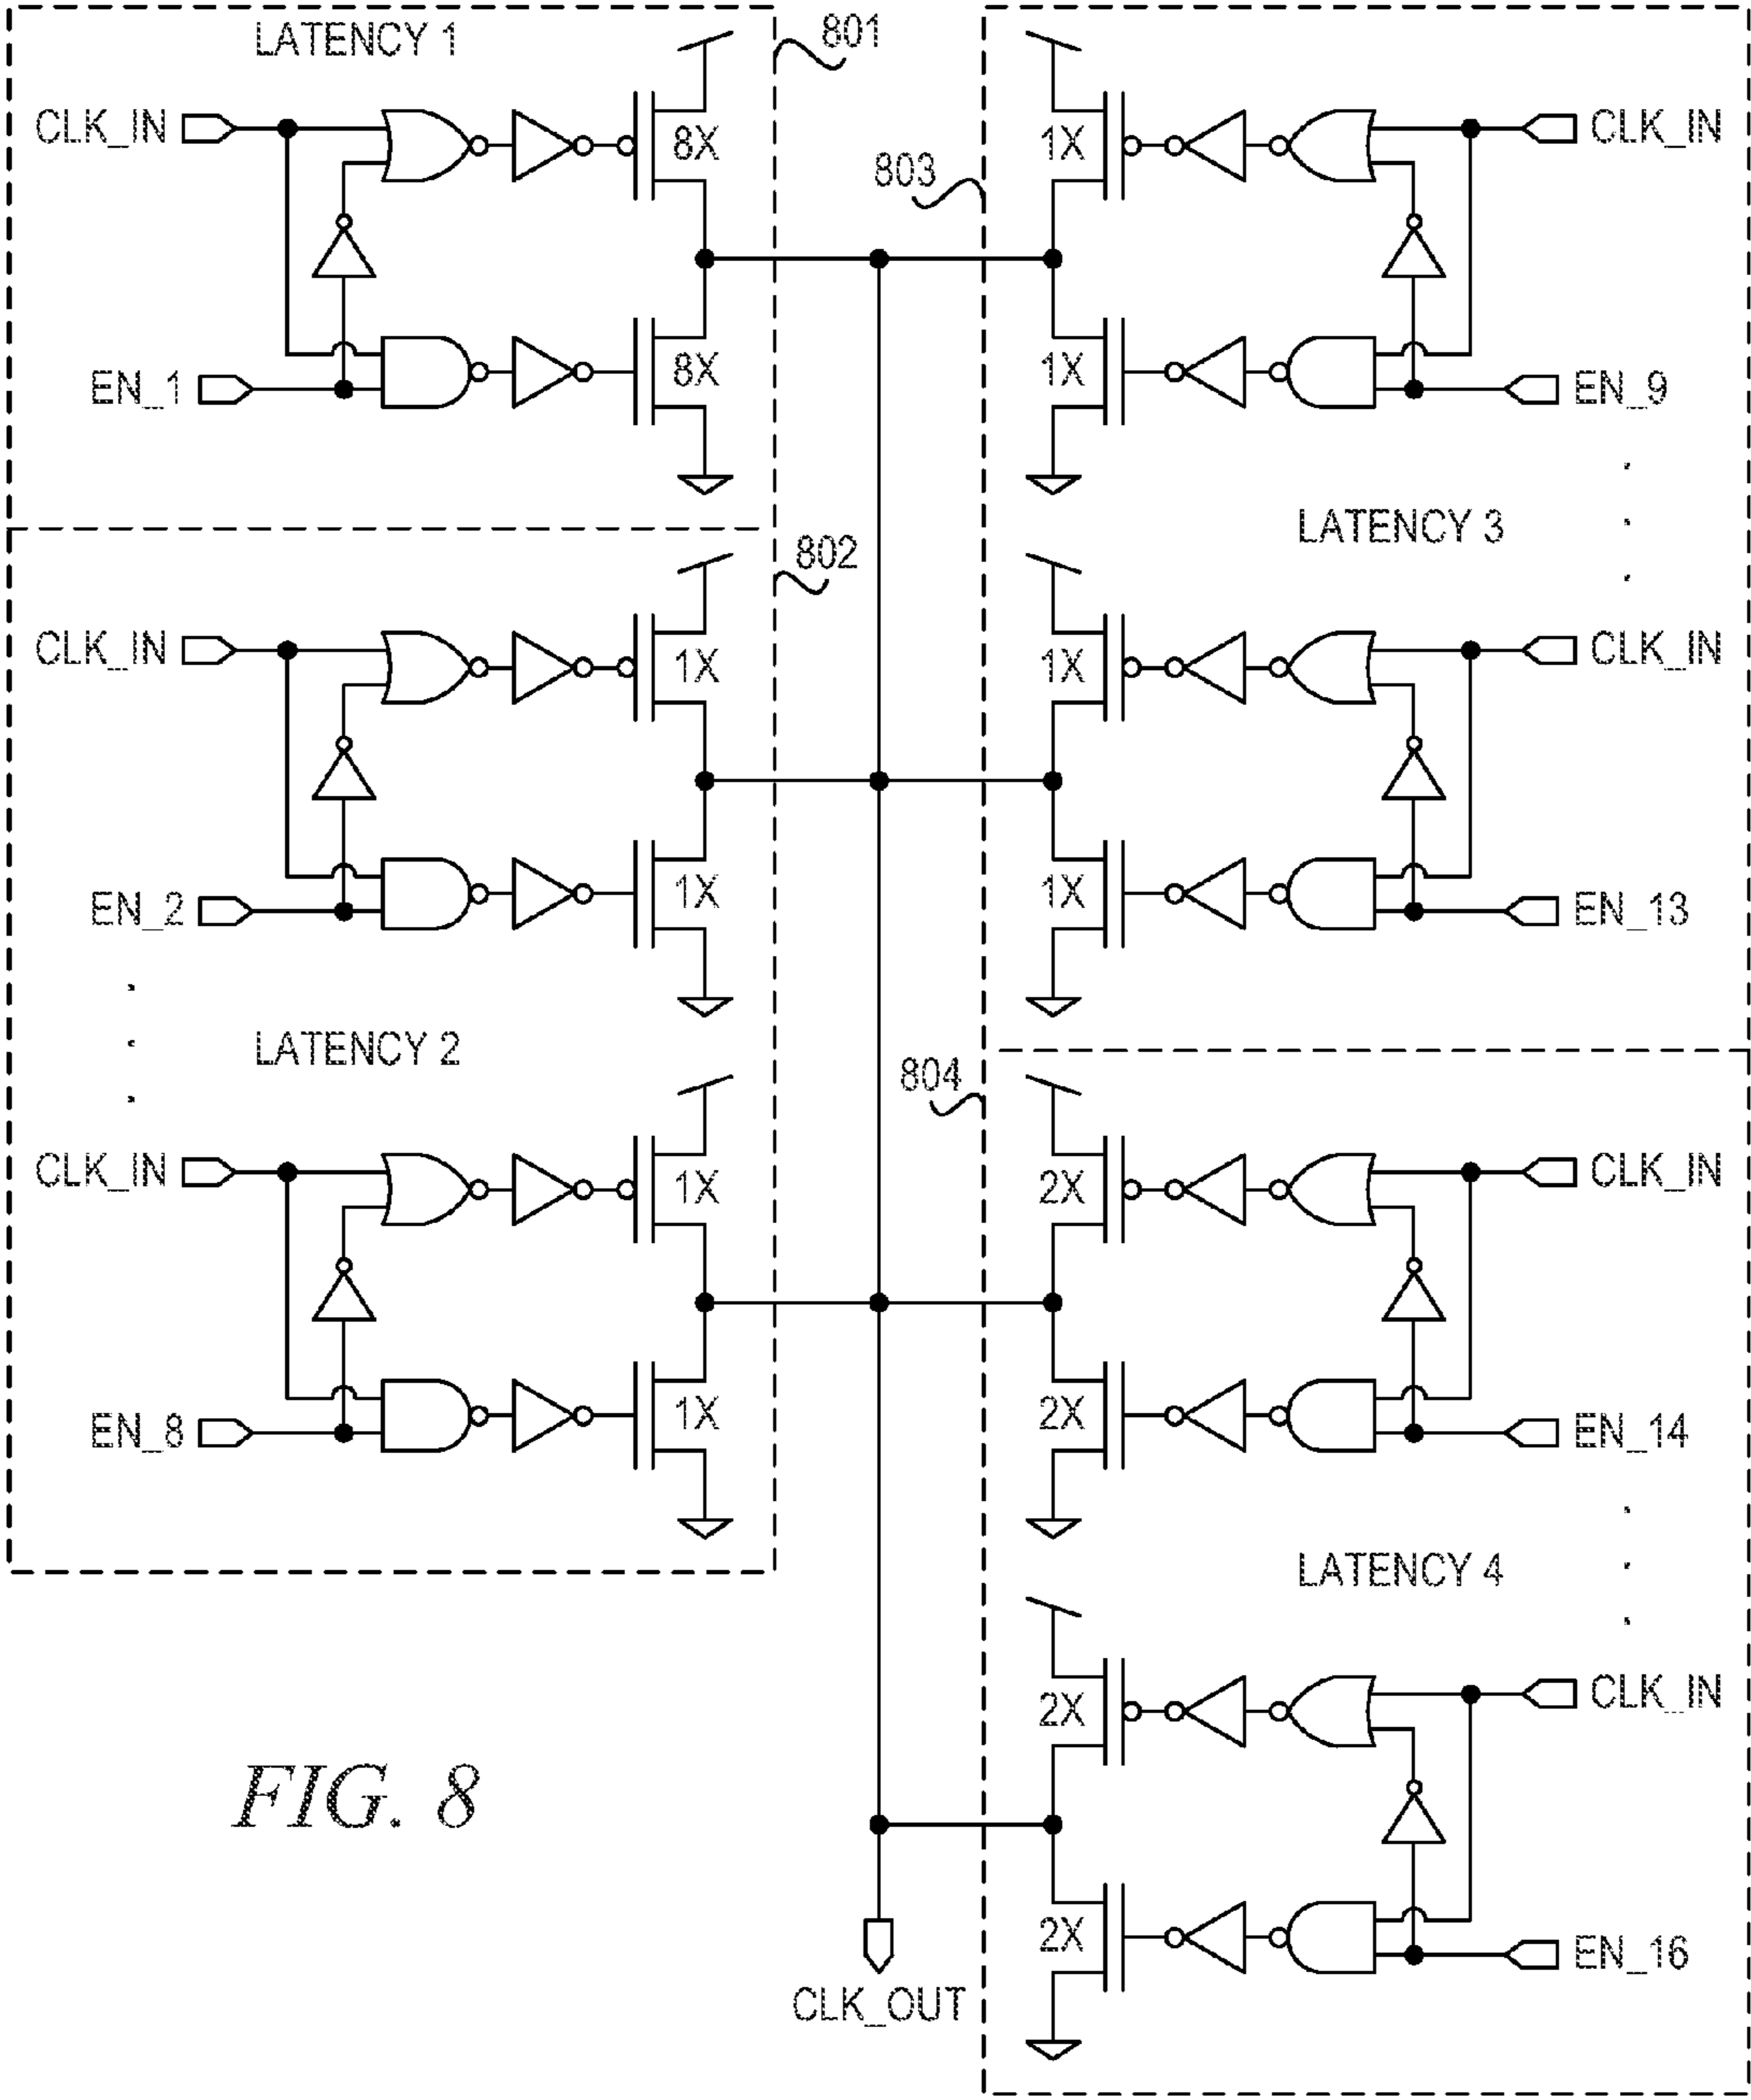 LATENCY 1
801
CLK_IN
8X
8X
EN_1
802
CLK_IN
1X
1X
EN_2
LATENCY 2
CLK_IN
1X
1X
EN_8
803
1X
CLK_IN
1X
EN_9
LATENCY 3
1X
CLK_IN
1X
EN_13
804
2X
CLK_IN
2X
EN_14
LATENCY 4
2X
CLK_IN
2X
EN_16
CLK_OUT
FIG. 8